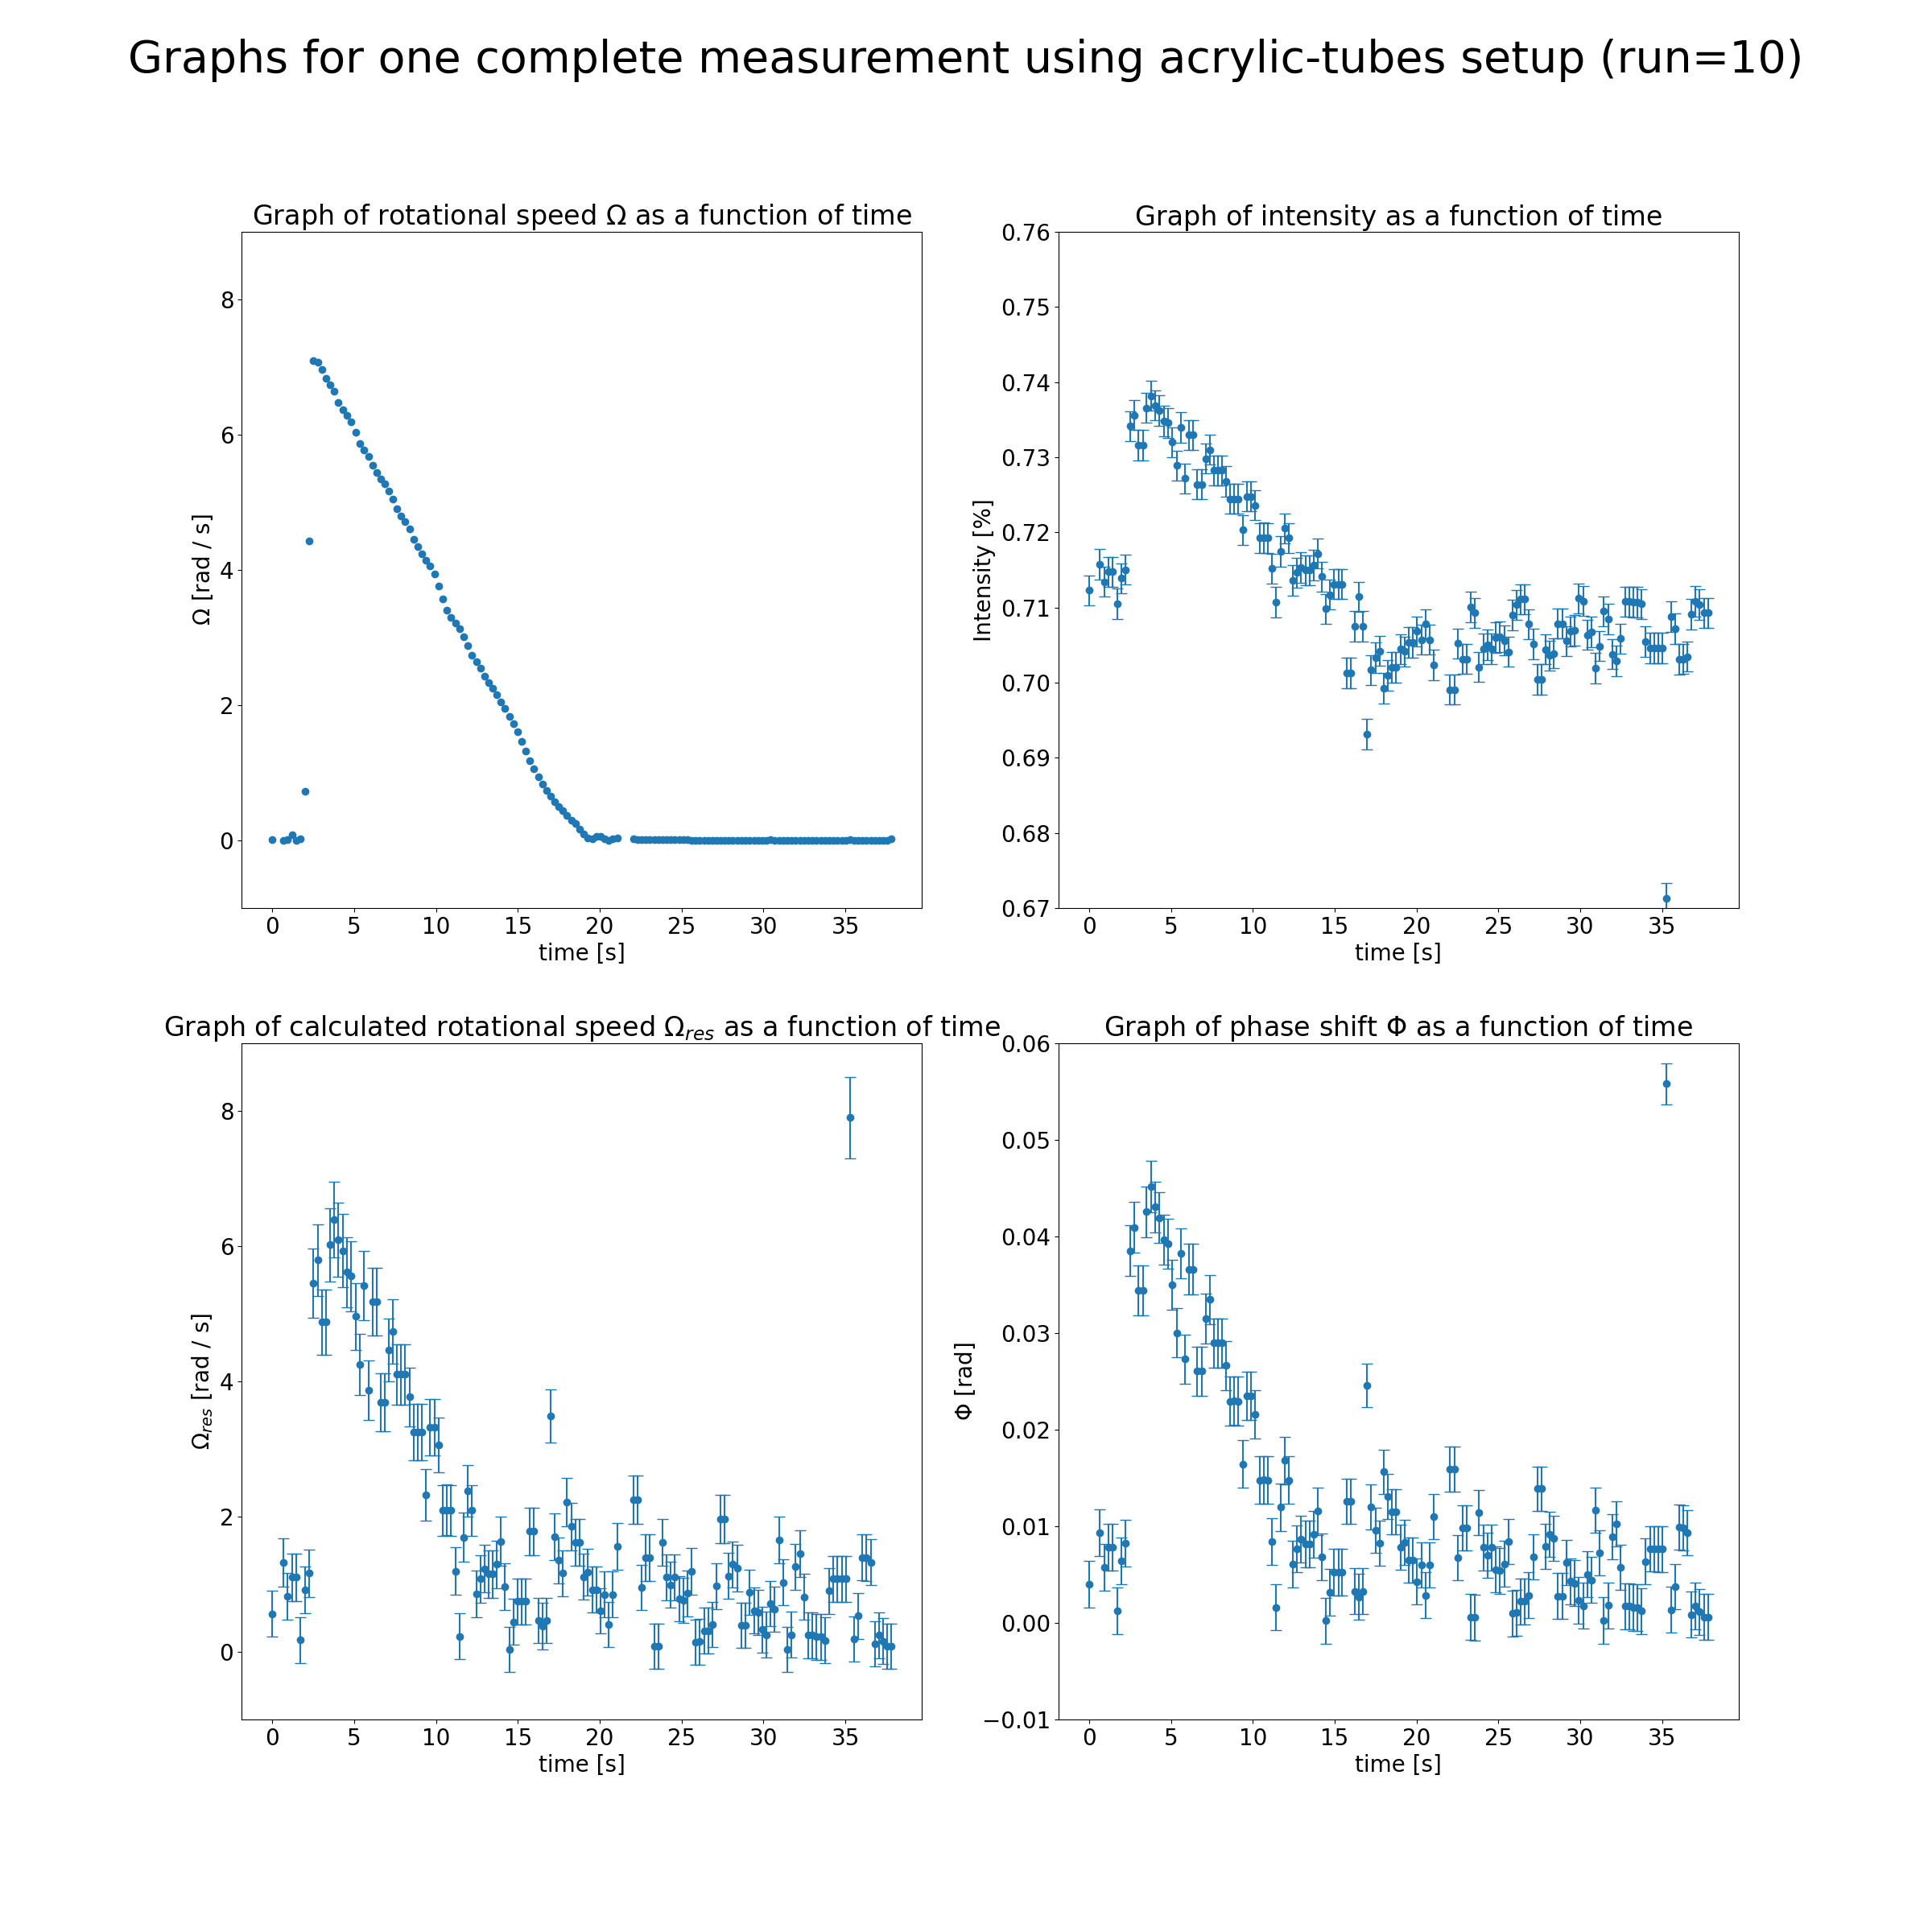 Graphs for one complete measurement using acrylic-tubes setup (run=10)
Graph of rotational speed Ω as a function of time
8
6
4
2
0
Ω [rad / s]
0 5 10 15 20 25 30 35
time [s]
Graph of intensity as a function of time
0.76
0.75
0.74
0.73
0.72
0.71
0.70
0.69
0.68
0.67
Intensity [%]
0 5 10 15 20 25 30 35
time [s]
Graph of calculated rotational speed Ωres as a function of time
8
6
4
2
0
Ωres [rad / s]
0 5 10 15 20 25 30 35
time [s]
Graph of phase shift Φ as a function of time
0.06
0.05
0.04
0.03
0.02
0.01
0.00
−0.01
Φ [rad]
0 5 10 15 20 25 30 35
time [s]